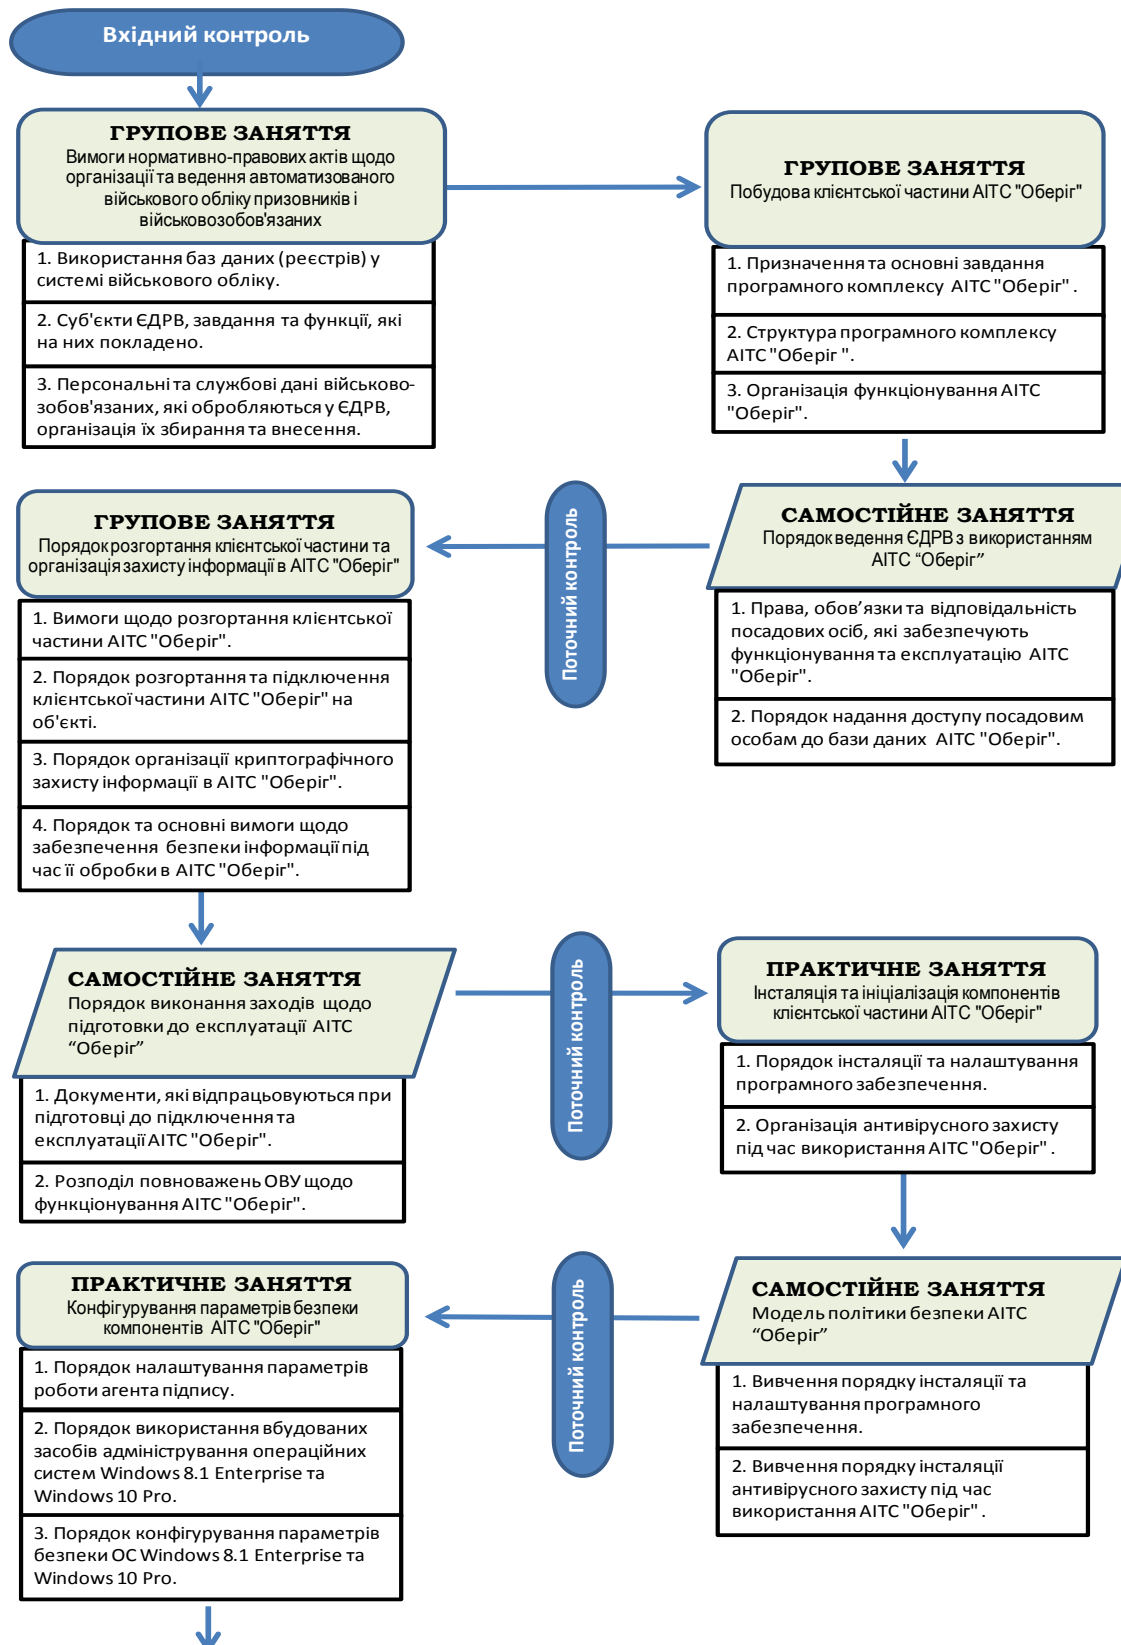 Вхідний контроль
ГРУПОВЕ ЗАНЯТТЯ
Вимоги нормативно-правових актів щодо
організації та ведення автоматизованого
військового обліку призовників і
військовозобов'язаних
1. Використання баз даних (реєстрів) у
системі військового обліку.
2. Суб'єкти ЄДРВ, завдання та функції, які
на них покладено.
3. Персональні та службові дані військово-
зобов'язаних, які обробляються у ЄДРВ,
організація їх збирання та внесення.
ГРУПОВЕ ЗАНЯТТЯ
Побудова клієнтської частини АІТС "Оберіг"
1. Призначення та основні завдання
програмного комплексу АІТС "Оберіг" .
2. Структура програмного комплексу
АІТС "Оберіг ".
3. Організація функціонування АІТС
"Оберіг".
САМОСТІЙНЕ ЗАНЯТТЯ
Порядок ведення ЄДРВ з використанням
АІТС “Оберіг”
1. Права, обов’язки та відповідальність
посадових осіб, які забезпечують
функціонування та експлуатацію АІТС
"Оберіг".
2. Порядок надання доступу посадовим
особам до бази даних АІТС "Оберіг".
Поточний контроль
ГРУПОВЕ ЗАНЯТТЯ
Порядок розгортання клієнтської частини та
організація захисту інформації в АІТС "Оберіг"
1. Вимоги щодо розгортання клієнтської
частини АІТС "Оберіг".
2. Порядок розгортання та підключення
клієнтської частини АІТС "Оберіг" на
об'єкті.
3. Порядок організації криптографічного
захисту інформації в АІТС "Оберіг".
4. Порядок та основні вимоги щодо
забезпечення безпеки інформації під
час її обробки в АІТС "Оберіг".
САМОСТІЙНЕ ЗАНЯТТЯ
Порядок виконання заходів щодо
підготовки до експлуатації АІТС
“Оберіг”
1. Документи, які відпрацьовуються при
підготовці до підключення та
експлуатації АІТС "Оберіг".
2. Розподіл повноважень ОВУ щодо
функціонування АІТС "Оберіг".
Поточний контроль
ПРАКТИЧНЕ ЗАНЯТТЯ
Інсталяція та ініціалізація компонентів
клієнтської частини АІТС "Оберіг"
1. Порядок інсталяції та налаштування
програмного забезпечення.
2. Організація антивірусного захисту
під час використання АІТС "Оберіг" .
САМОСТІЙНЕ ЗАНЯТТЯ
Модель політики безпеки АІТС
“Оберіг”
1. Вивчення порядку інсталяції та
налаштування програмного
забезпечення.
2. Вивчення порядку інсталяції
антивірусного захисту під час
використання АІТС "Оберіг" .
Поточний контроль
ПРАКТИЧНЕ ЗАНЯТТЯ
Конфігурування параметрів безпеки
компонентів АІТС "Оберіг"
1. Порядок налаштування параметрів
роботи агента підпису.
2. Порядок використання вбудованих
засобів адміністрування операційних
систем Windows 8.1 Enterprise та
Windows 10 Pro.
3. Порядок конфігурування параметрів
безпеки ОС Windows 8.1 Enterprise та
Windows 10 Pro.